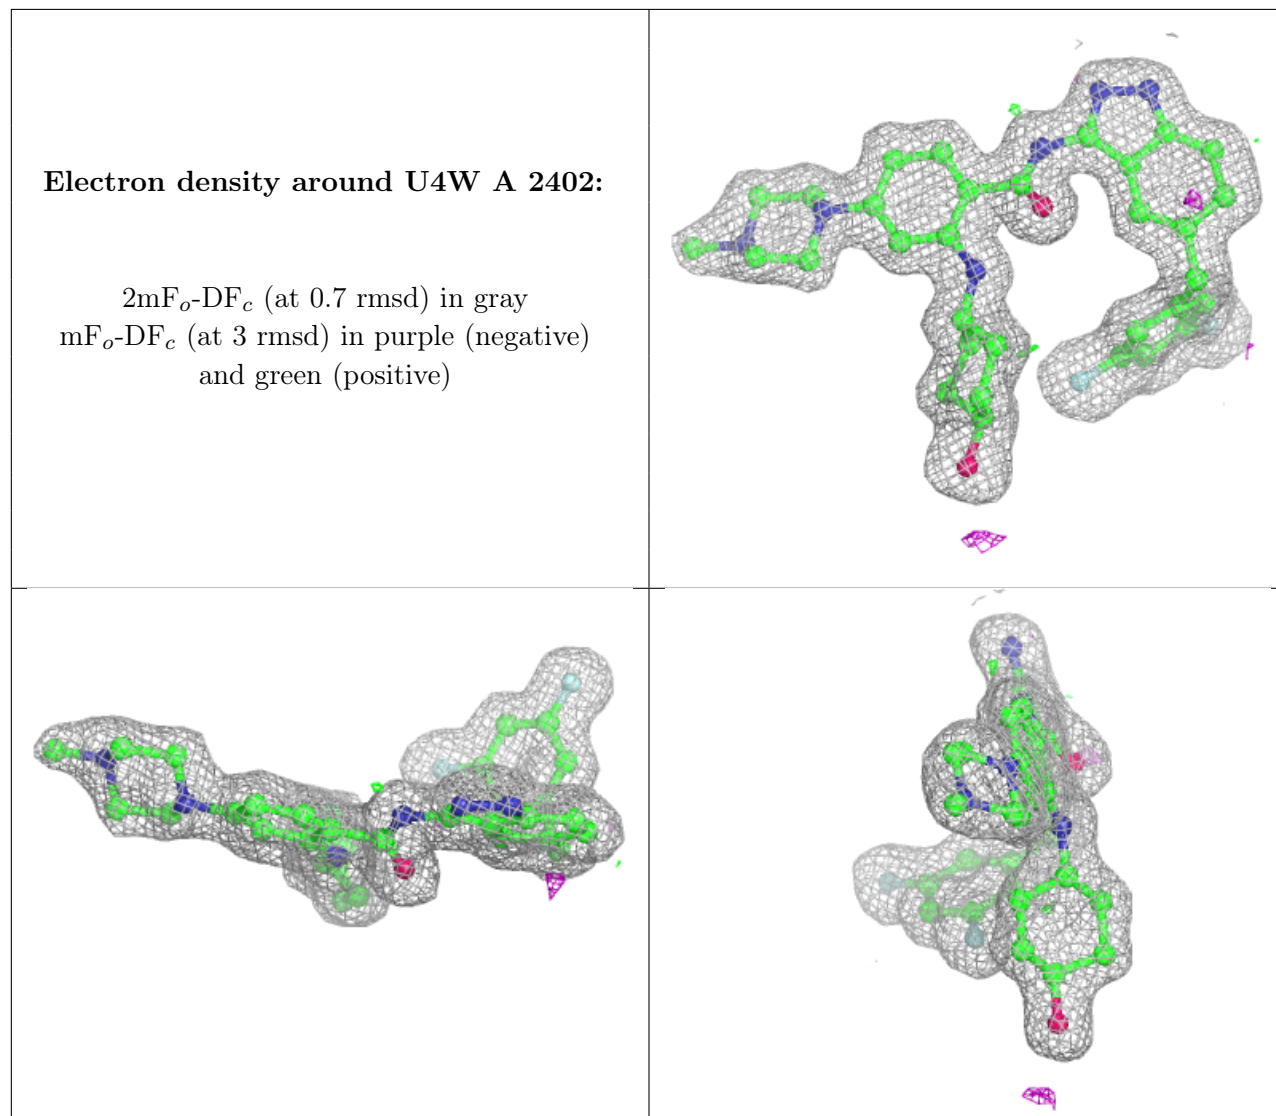 Electron density around U4W A 2402:
2mFo-DFc (at 0.7 rmsd) in gray
mFo-DFc (at 3 rmsd) in purple (negative)
and green (positive)